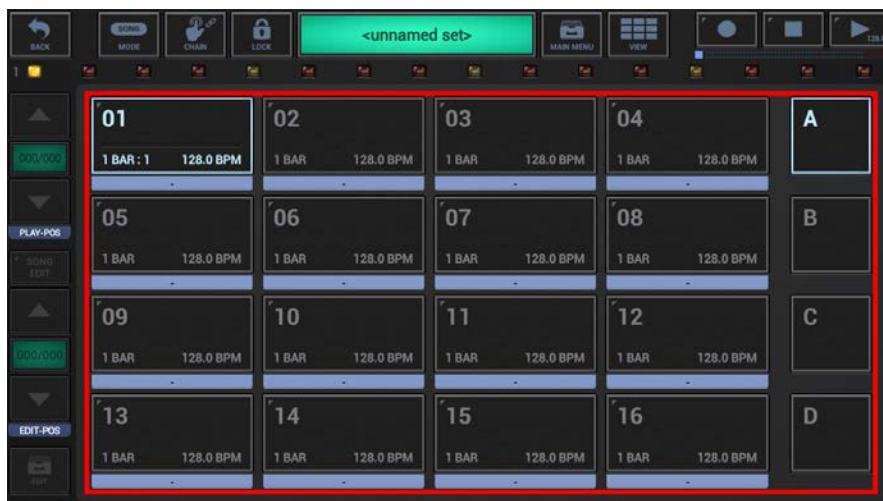 BACK
SONG
MODE
CHAIN
LOCK
<unnamed set>
MAIN MENU
VIEW
128.0
1
01
1 BAR : 1 128.0 BPM
-
02
1 BAR 128.0 BPM
-
03
1 BAR 128.0 BPM
-
04
1 BAR 128.0 BPM
-
A
000/000
PLAY-POS
05
1 BAR 128.0 BPM
-
06
1 BAR 128.0 BPM
-
07
1 BAR 128.0 BPM
-
08
1 BAR 128.0 BPM
-
B
SONG
EDIT
09
1 BAR 128.0 BPM
-
10
1 BAR 128.0 BPM
-
11
1 BAR 128.0 BPM
-
12
1 BAR 128.0 BPM
-
C
000/000
EDIT-POS
13
1 BAR 128.0 BPM
-
14
1 BAR 128.0 BPM
-
15
1 BAR 128.0 BPM
-
16
1 BAR 128.0 BPM
-
D
EDIT